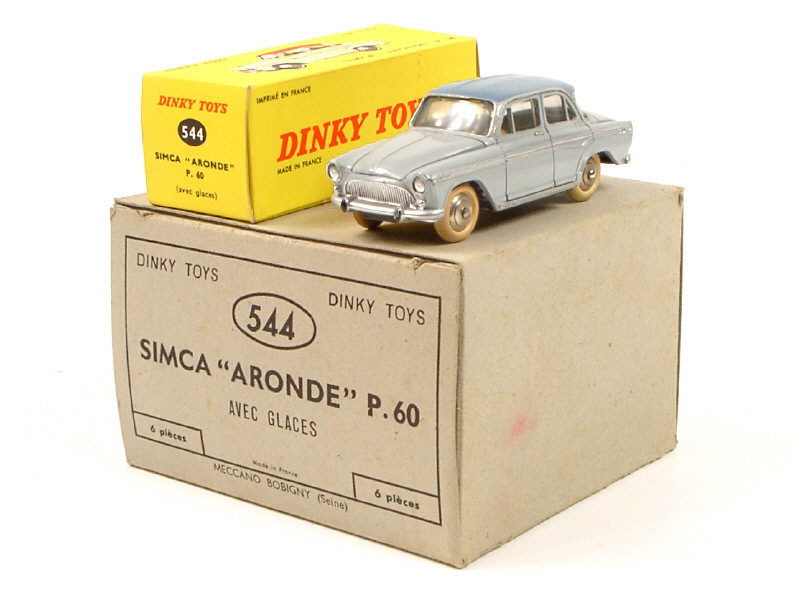 DINKY TOYS
544
SIMCA "ARONDE"
P. 60
(avec glaces)
IMPRIMÉ EN FRANCE
DINKY TOY
MADE IN FRANCE
DINKY TOYS
DINKY TOYS
544
SIMCA "ARONDE" P. 60
AVEC GLACES
6 pièces
Made in France
MECCANO BOBIGNY (Seine)
6 pièces